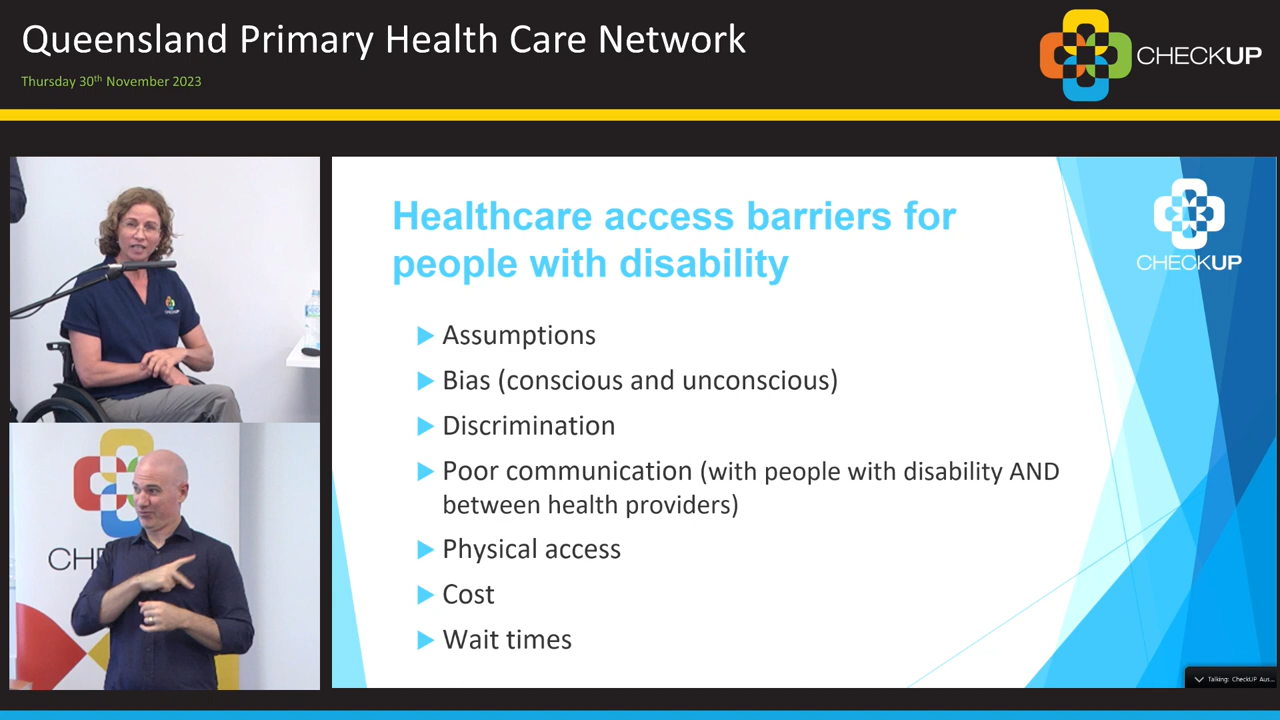 Queensland Primary Health Care Network
Thursday 30th November 2023
CHECKUP
Healthcare access barriers for
people with disability
CHECKUP
Assumptions
Bias (conscious and unconscious)
Discrimination
Poor communication (with people with disability AND
between health providers)
Physical access
Cost
Wait times
CH
Talking: CheckUP Aus...